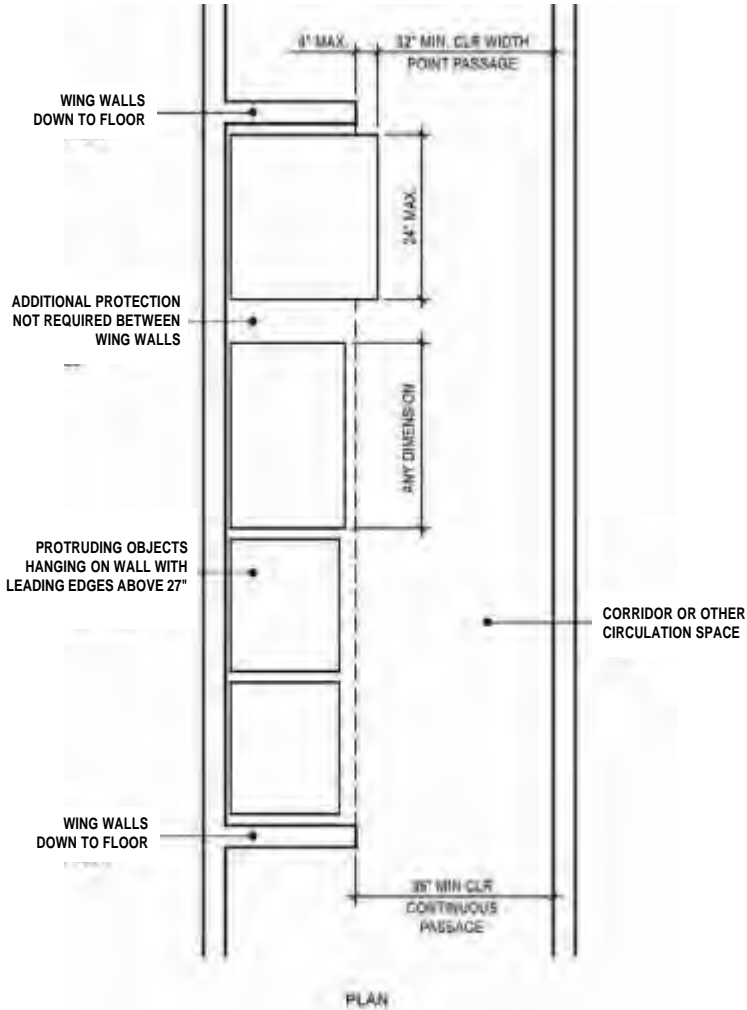 4" MAX.
32" MIN. CLR WIDTH
POINT PASSAGE
WING WALLS
DOWN TO FLOOR
24" MAX.
ADDITIONAL PROTECTION
NOT REQUIRED BETWEEN
WING WALLS
ANY DIMENSION
PROTRUDING OBJECTS
HANGING ON WALL WITH
LEADING EDGES ABOVE 27"
CORRIDOR OR OTHER
CIRCULATION SPACE
WING WALLS
DOWN TO FLOOR
36" MIN CLR
CONTINUOUS
PASSAGE
PLAN